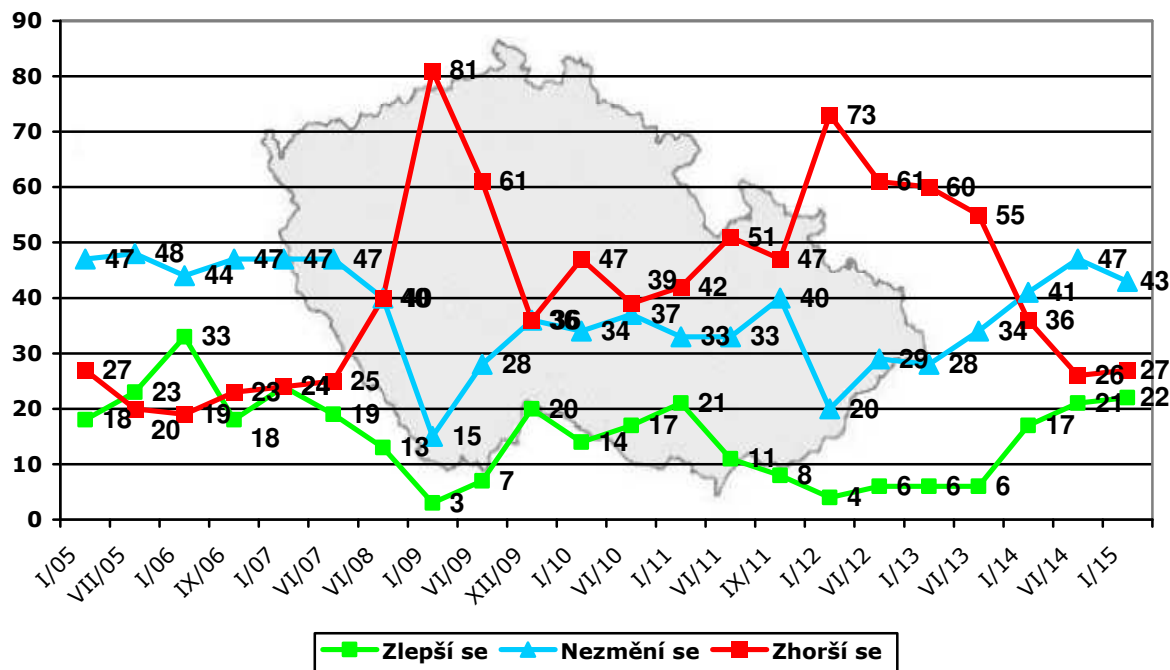 90
80
70
60
50
40
30
20
10
0
47 48 44 47 47 47 40 15 28 36 34 37 33 33 40 20 29 28 34 41 47 43
27 20 19 23 24 25 40 81 61 36 47 39 42 51 47 73 61 60 55 36 26 27
18 23 33 18 24 19 13 3 7 20 14 17 21 11 8 4 6 6 6 17 21 22
I/05 VII/05 I/06 IX/06 I/07 VI/07 VI/08 I/09 VI/09 XII/09 I/10 VI/10 I/11 VI/11 IX/11 I/12 VI/12 I/13 VI/13 I/14 VI/14 I/15
Zlepší se Nezmění se Zhorší se